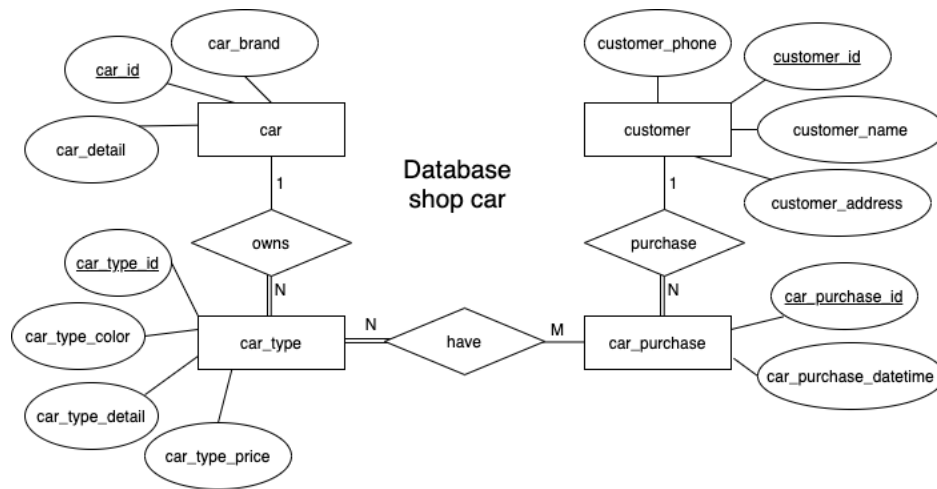 car_brand
customer_phone
car_id
customer_id
car
customer
customer_name
car_detail
Database
shop car
1
1
customer_address
owns
purchase
car_type_id
N
N
car_purchase_id
car_type_color
car_type
N
have
M
car_purchase
car_purchase_datetime
car_type_detail
car_type_price